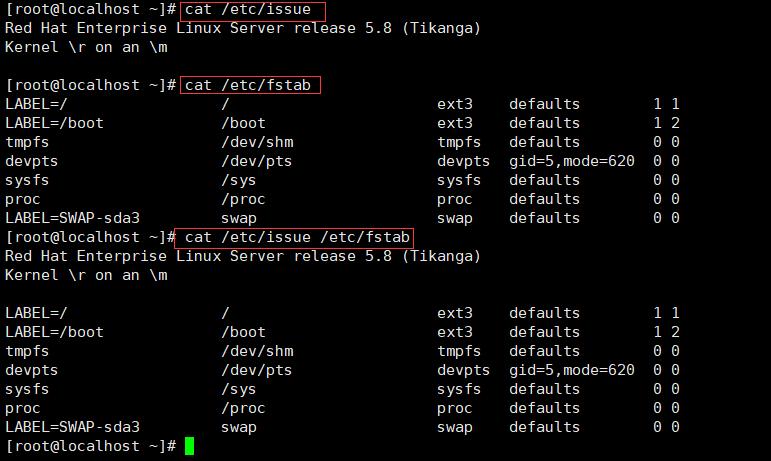 [root@localhost ~]# cat /etc/issue
Red Hat Enterprise Linux Server release 5.8 (Tikanga)
Kernel \r on an \m

[root@localhost ~]# cat /etc/fstab
LABEL=/                 /                       ext3    defaults        1 1
LABEL=/boot             /boot                   ext3    defaults        1 2
tmpfs                   /dev/shm                tmpfs   defaults        0 0
devpts                  /dev/pts                devpts  gid=5,mode=620  0 0
sysfs                   /sys                    sysfs   defaults        0 0
proc                    /proc                   proc    defaults        0 0
LABEL=SWAP-sda3         swap                    swap    defaults        0 0
[root@localhost ~]# cat /etc/issue /etc/fstab
Red Hat Enterprise Linux Server release 5.8 (Tikanga)
Kernel \r on an \m

LABEL=/                 /                       ext3    defaults        1 1
LABEL=/boot             /boot                   ext3    defaults        1 2
tmpfs                   /dev/shm                tmpfs   defaults        0 0
devpts                  /dev/pts                devpts  gid=5,mode=620  0 0
sysfs                   /sys                    sysfs   defaults        0 0
proc                    /proc                   proc    defaults        0 0
LABEL=SWAP-sda3         swap                    swap    defaults        0 0
[root@localhost ~]#